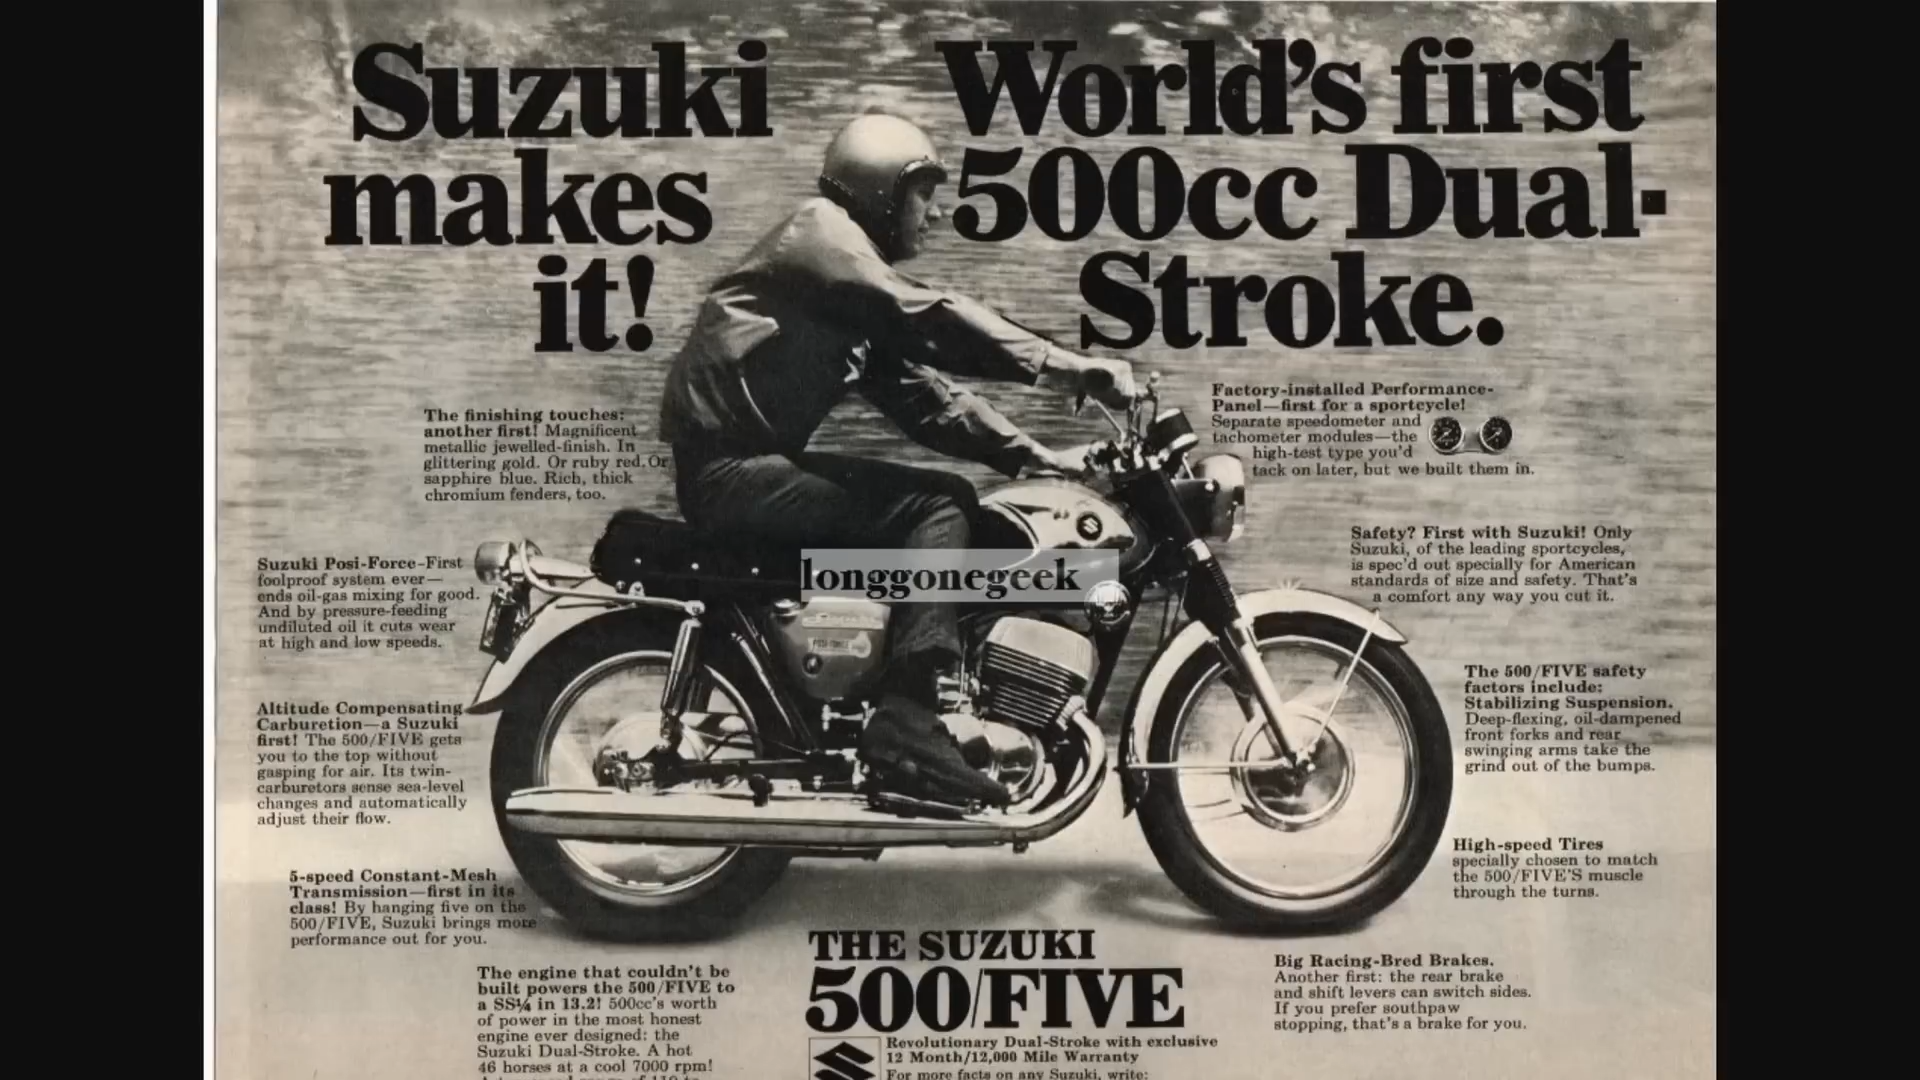 Suzuki
makes
it!
World's first
500cc Dual-
Stroke.
The finishing touches:
another first! Magnificent
metallic jewelled-finish. In
glittering gold. Or ruby red. Or
sapphire blue. Rich, thick
chromium fenders, too.
Factory-installed Performance-
Panel—first for a sportcycle!
Separate speedometer and
tachometer modules—the
high-test type you'd
tack on later, but we built them in.
Safety? First with Suzuki! Only
Suzuki, of the leading sportcycles,
is spec'd out specially for American
standards of size and safety. That's
a comfort any way you cut it.
Suzuki Posi-Force-First
foolproof system ever—
ends oil-gas mixing for good.
And by pressure-feeding
undiluted oil it cuts wear
at high and low speeds.
longgonegeek
The 500/FIVE safety
factors include:
Stabilizing Suspension.
Deep-flexing, oil-dampened
front forks and rear
swinging arms take the
grind out of the bumps.
Altitude Compensating
Carburetion—a Suzuki
first! The 500/FIVE gets
you to the top without
gasping for air. Its twin-
carburetors sense sea-level
changes and automatically
adjust their flow.
High-speed Tires
specially chosen to match
the 500/FIVE'S muscle
through the turns.
5-speed Constant-Mesh
Transmission—first in its
class! By hanging five on the
500/FIVE, Suzuki brings more
performance out for you.
The engine that couldn't be
built powers the 500/FIVE to
a SS¼ in 13.2! 500cc's worth
of power in the most honest
engine ever designed: the
Suzuki Dual-Stroke. A hot
46 horses at a cool 7000 rpm!
THE SUZUKI
500/FIVE
Revolutionary Dual-Stroke with exclusive
12 Month/12,000 Mile Warranty
For more facts on any Suzuki, write:
Big Racing-Bred Brakes.
Another first: the rear brake
and shift levers can switch sides.
If you prefer southpaw
stopping, that's a brake for you.